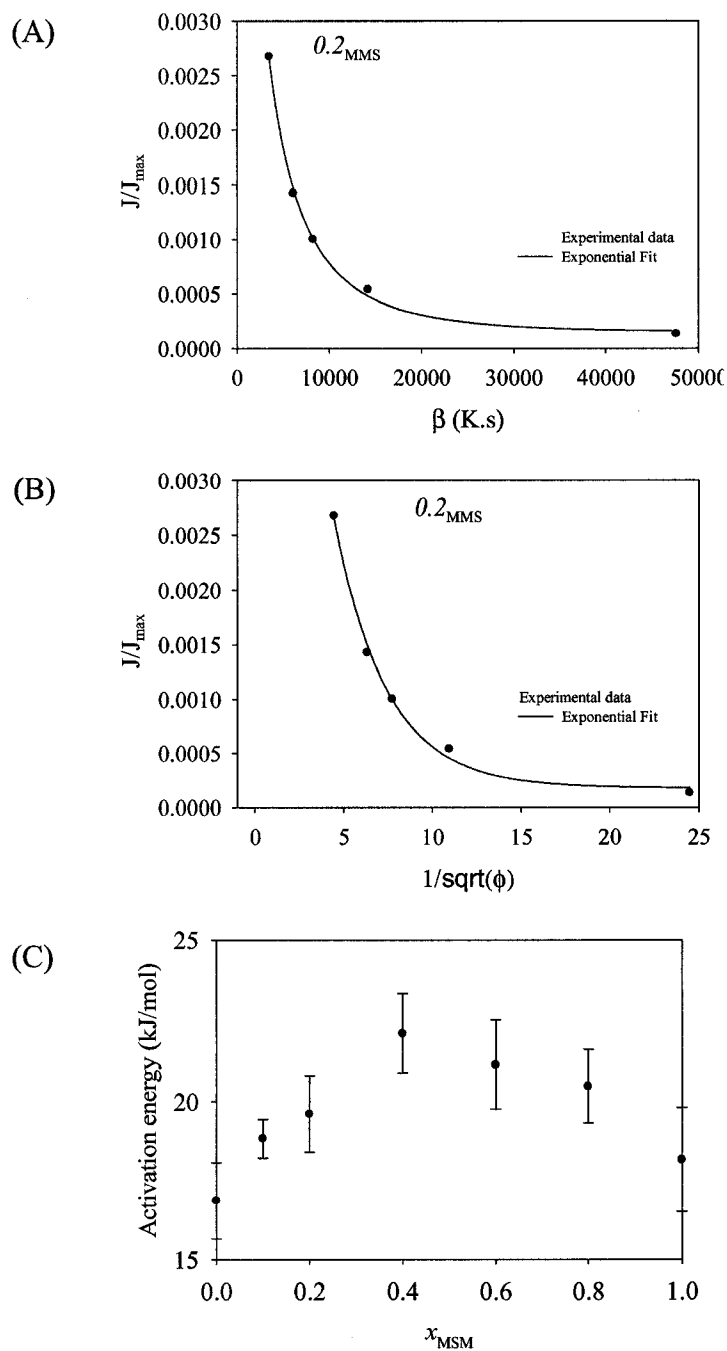 (A)
0.2MMS
0.0030
0.0025
0.0020
0.0015
0.0010
0.0005
0.0000
J/Jmax
Experimental data
Exponential Fit
0 10000 20000 30000 40000 50000
β (K.s)
(B)
0.2MMS
0.0030
0.0025
0.0020
0.0015
0.0010
0.0005
0.0000
J/Jmax
Experimental data
Exponential Fit
0 5 10 15 20 25
1/sqrt(ϕ)
(C)
25
20
15
Activation energy (kJ/mol)
0.0 0.2 0.4 0.6 0.8 1.0
xMSM